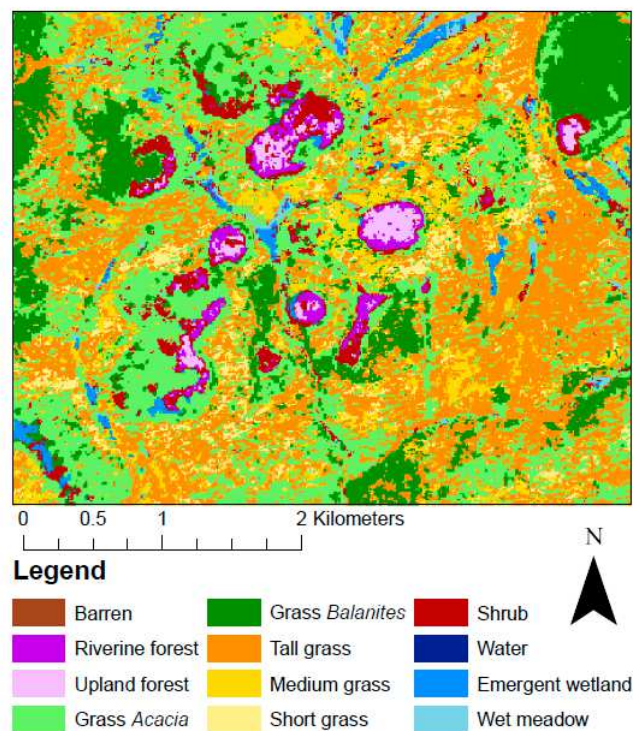 0 0.5 1 2 Kilometers
N
Legend
Barren Grass Balanites Shrub
Riverine forest Tall grass Water
Upland forest Medium grass Emergent wetland
Grass Acacia Short grass Wet meadow